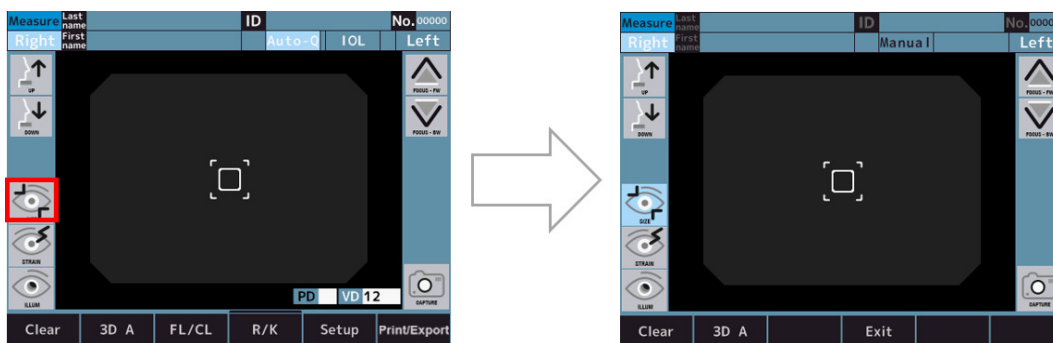 Measure Last name ID No. 00000
Right First name Auto-Q IOL Left
UP
FOCUS - FW
DOWN
FOCUS - BW
STRAIN
ILLUM
CAPTURE
PD VD 12
Clear 3D A FL/CL R/K Setup Print/Export
Measure Last name ID No. 00000
Right First name Manual Left
UP
FOCUS - FW
DOWN
FOCUS - BW
SIZE
STRAIN
ILLUM
CAPTURE
Clear 3D A Exit